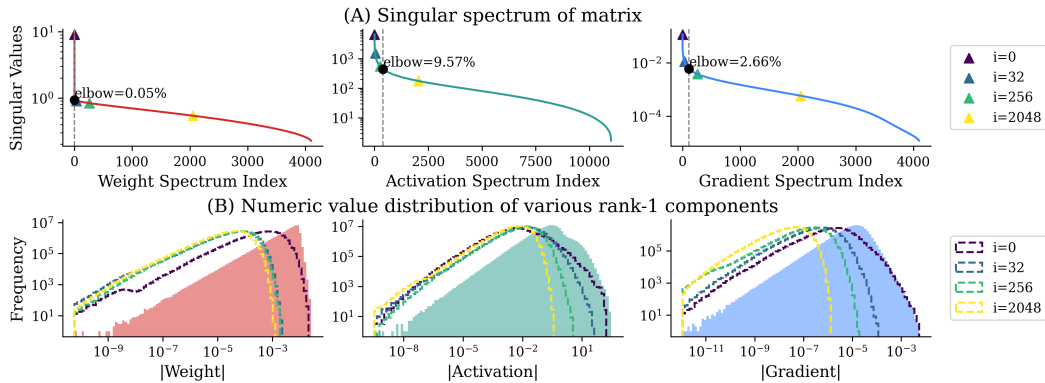 (A) Singular spectrum of matrix
Singular Values
10¹
10⁰
elbow=0.05%
0
1000
2000
3000
4000
Weight Spectrum Index
10³
10²
10¹
elbow=9.57%
0
2500
5000
7500
10000
Activation Spectrum Index
10⁻²
10⁻⁴
elbow=2.66%
0
1000
2000
3000
4000
Gradient Spectrum Index
i=0
i=32
i=256
i=2048
(B) Numeric value distribution of various rank-1 components
Frequency
10⁷
10⁵
10³
10¹
10⁻⁹
10⁻⁷
10⁻⁵
10⁻³
|Weight|
10⁷
10⁵
10³
10¹
10⁻⁸
10⁻⁵
10⁻²
10¹
|Activation|
10⁵
10³
10¹
10⁻¹¹
10⁻⁹
10⁻⁷
10⁻⁵
10⁻³
|Gradient|
i=0
i=32
i=256
i=2048